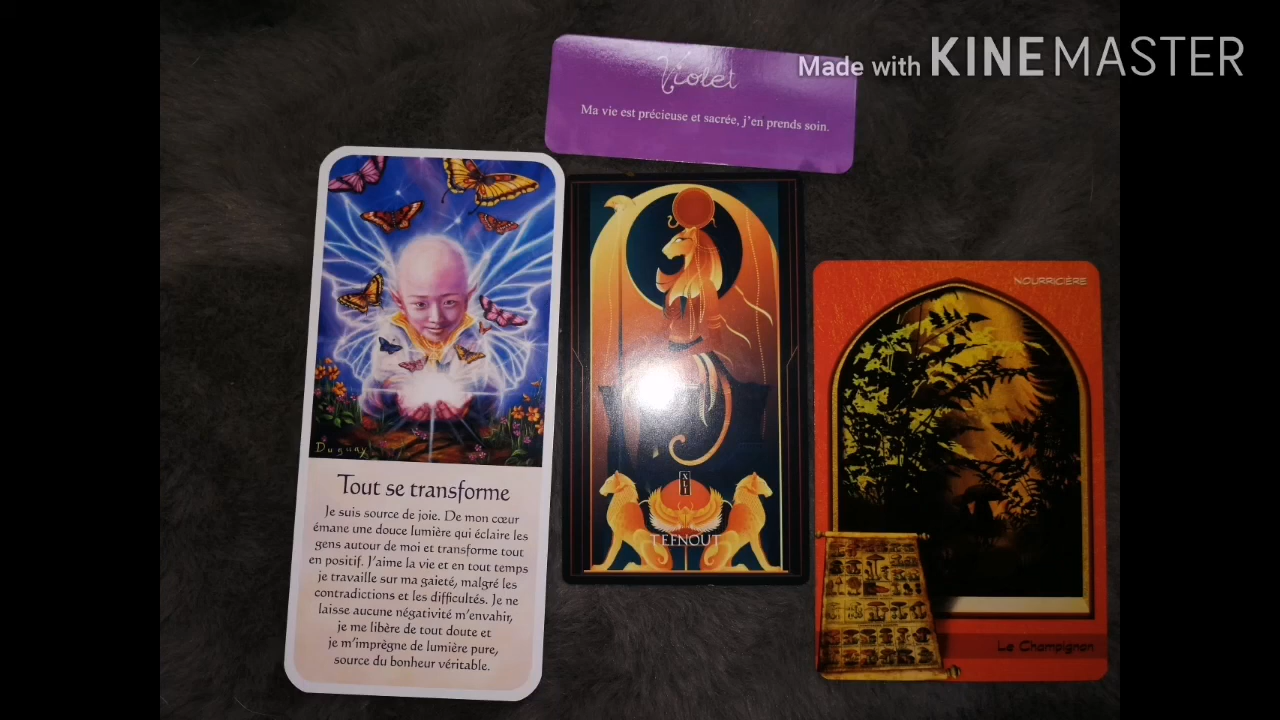 Made with KINEMASTER
Violet
Ma vie est précieuse et sacrée, j'en prends soin.
Duguay
Tout se transforme
Je suis source de joie. De mon cœur
émane une douce lumière qui éclaire les
gens autour de moi et transforme tout
en positif. J'aime la vie et en tout temps
je travaille sur ma gaieté, malgré les
contradictions et les difficultés. Je ne
laisse aucune négativité m'envahir,
je me libère de tout doute et
je m'imprègne de lumière pure,
source du bonheur véritable.
XLI
TEFNOUT
NOURRICIÈRE
Le Champignon